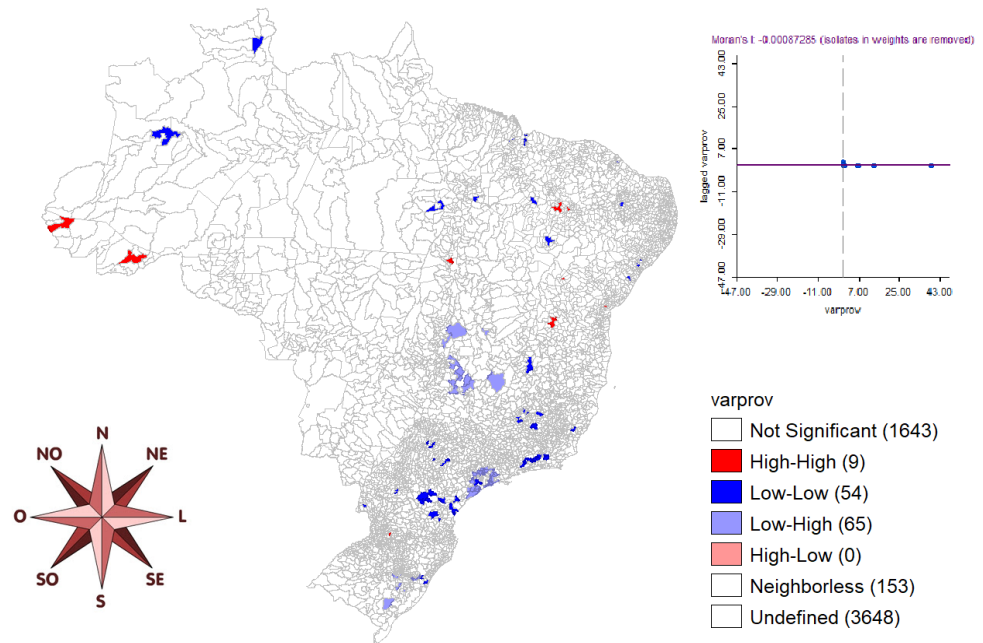 Moran's I: -0.00087285 (isolates in weights are removed)
43.00
25.00
7.00
-11.00
-29.00
-47.00
lagged varprov
-147.00 -29.00 -11.00 7.00 25.00 43.00
varprov
N
NO NE
O L
SO SE
S
varprov
Not Significant (1643)
High-High (9)
Low-Low (54)
Low-High (65)
High-Low (0)
Neighborless (153)
Undefined (3648)